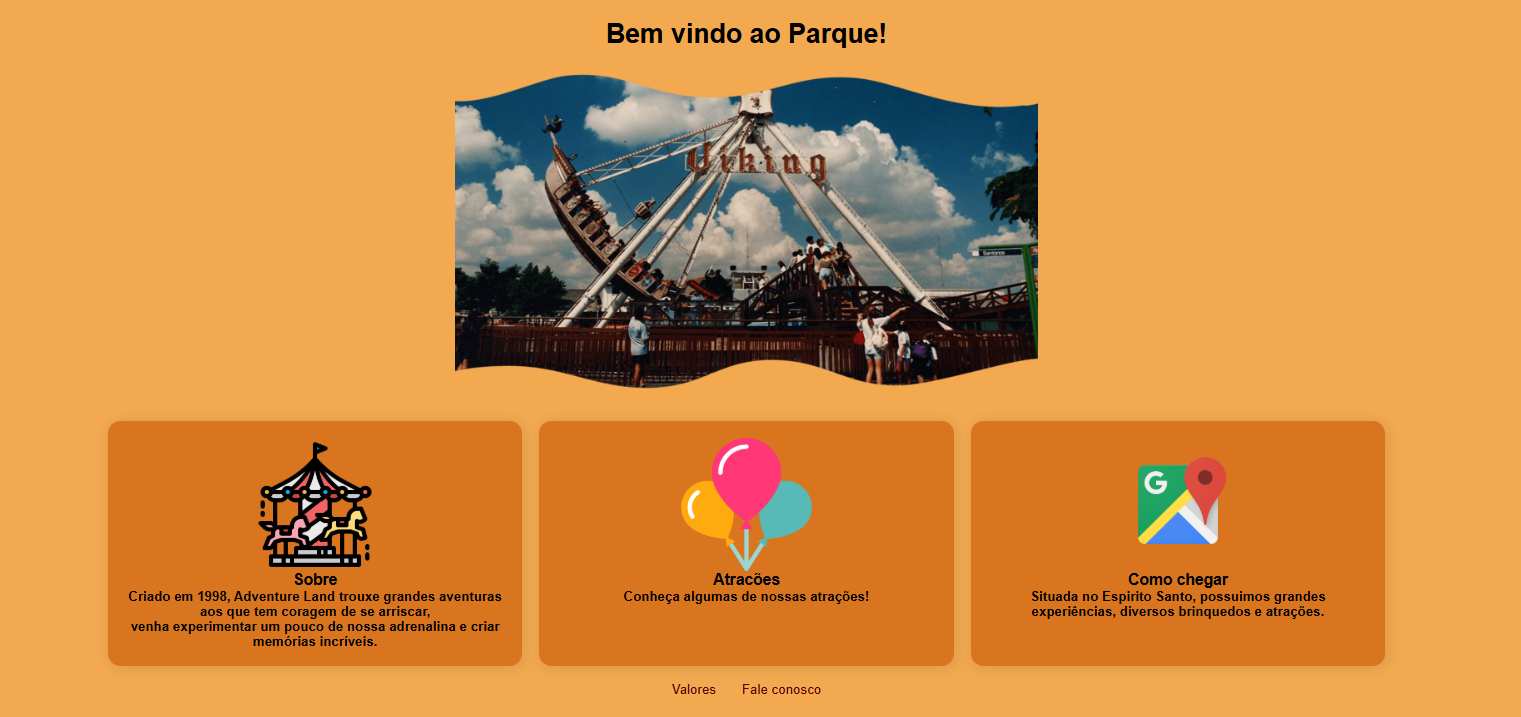 Bem vindo ao Parque!
Viking
Santúres
G
Sobre
Criado em 1998, Adventure Land trouxe grandes aventuras
aos que tem coragem de se arriscar,
venha experimentar um pouco de nossa adrenalina e criar
memórias incríveis.
Atracões
Conheça algumas de nossas atrações!
Como chegar
Situada no Espirito Santo, possuimos grandes
experiências, diversos brinquedos e atrações.
Valores
Fale conosco